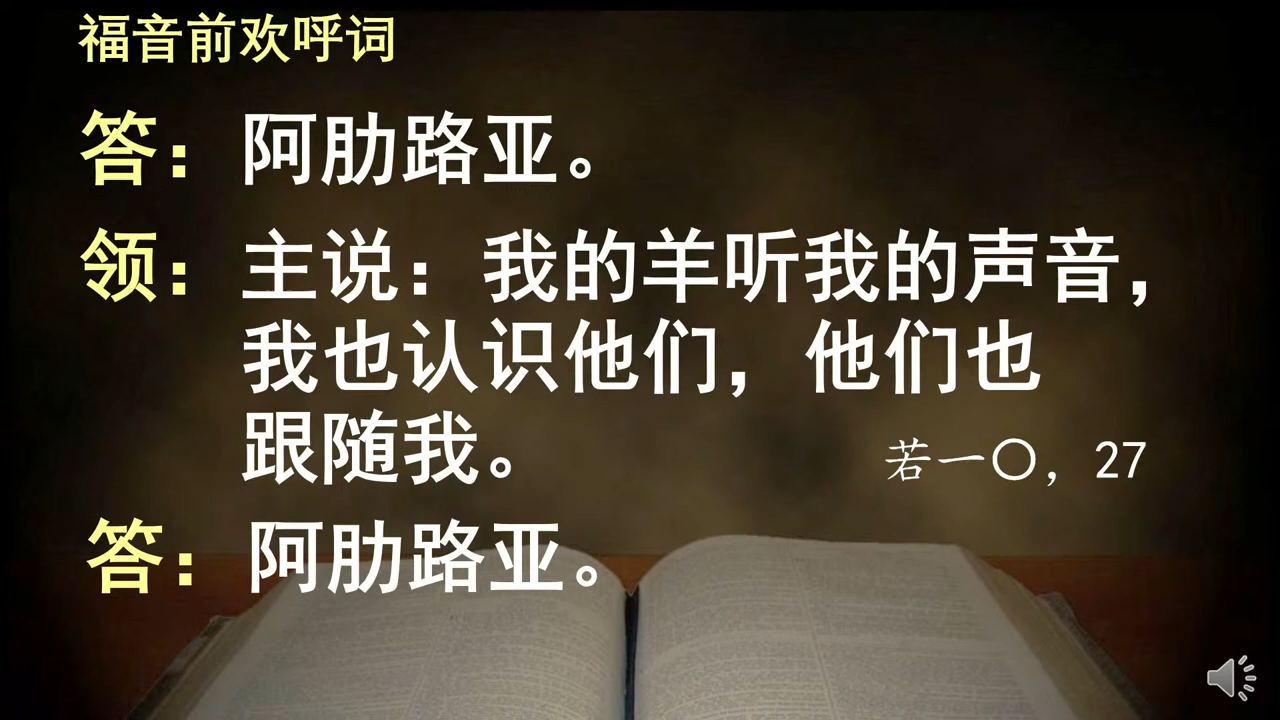 福音前欢呼词
答：阿肋路亚。
领：主说：我的羊听我的声音，
我也认识他们，他们也
跟随我。
若一〇，27
答：阿肋路亚。